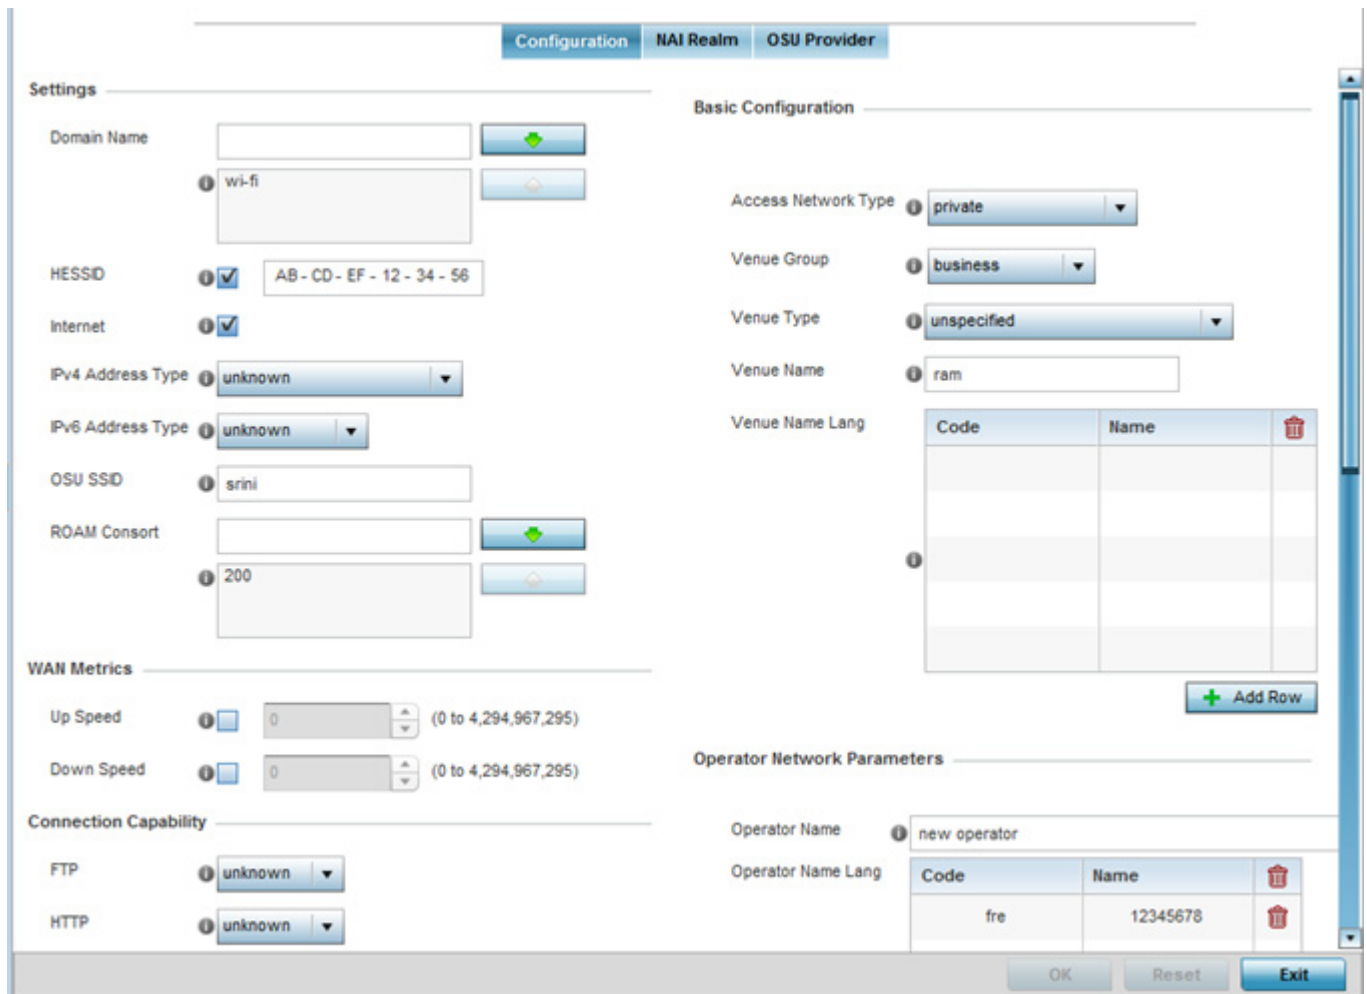 Configuration NAI Realm OSU Provider
Settings
Domain Name
wi-fi
HESSID AB - CD - EF - 12 - 34 - 56
Internet
IPv4 Address Type unknown
IPv6 Address Type unknown
OSU SSID srini
ROAM Consort
200
WAN Metrics
Up Speed 0 (0 to 4,294,967,295)
Down Speed 0 (0 to 4,294,967,295)
Connection Capability
FTP unknown
HTTP unknown
Basic Configuration
Access Network Type private
Venue Group business
Venue Type unspecified
Venue Name ram
Venue Name Lang Code Name
Add Row
Operator Network Parameters
Operator Name new operator
Operator Name Lang Code Name
fre 12345678
OK Reset Exit